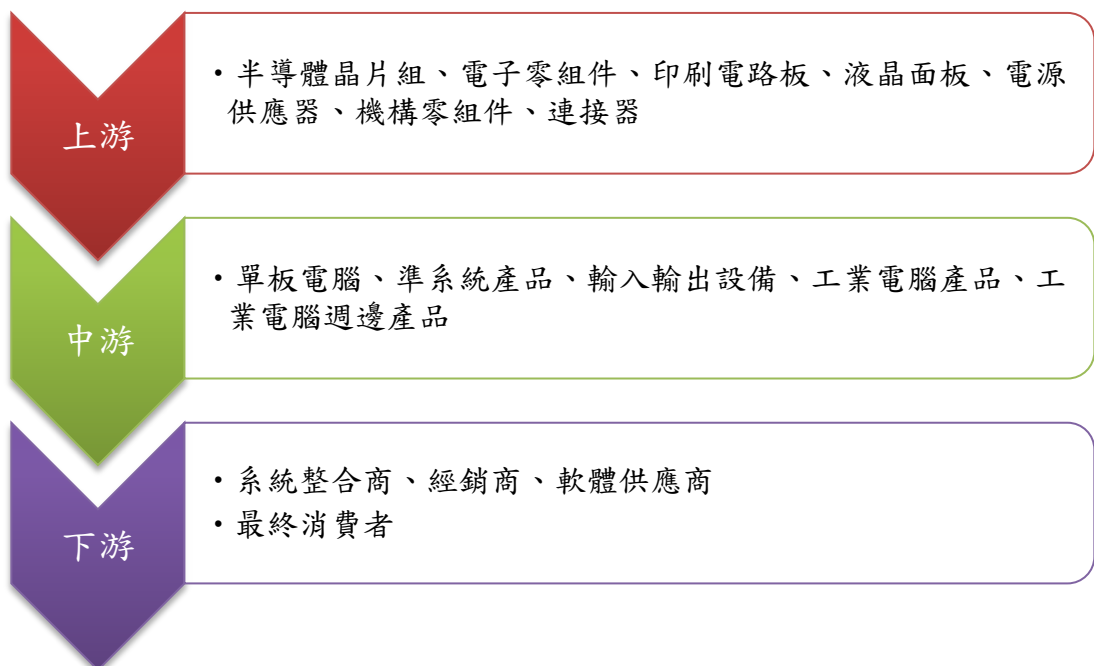 上游
•半導體晶片組、電子零組件、印刷電路板、液晶面板、電源
供應器、機構零組件、連接器
中游
•單板電腦、準系統產品、輸入輸出設備、工業電腦產品、工
業電腦週邊產品
下游
•系統整合商、經銷商、軟體供應商
•最終消費者